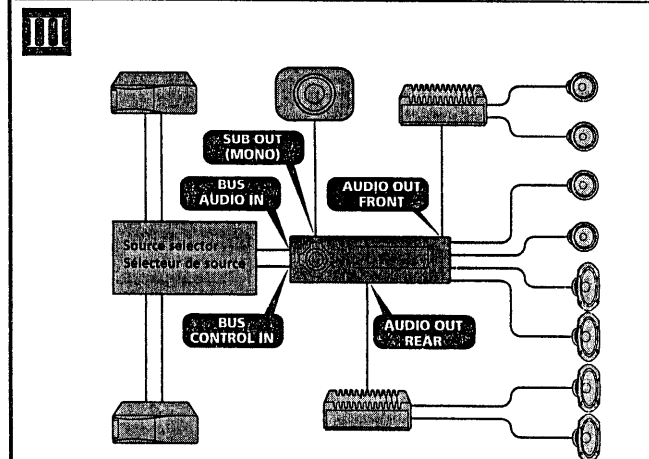 III
SUB OUT
(MONO)
BUS
AUDIO IN
AUDIO OUT
FRONT
Source selector
Sélecteur de source
BUS
CONTROL IN
AUDIO OUT
REAR